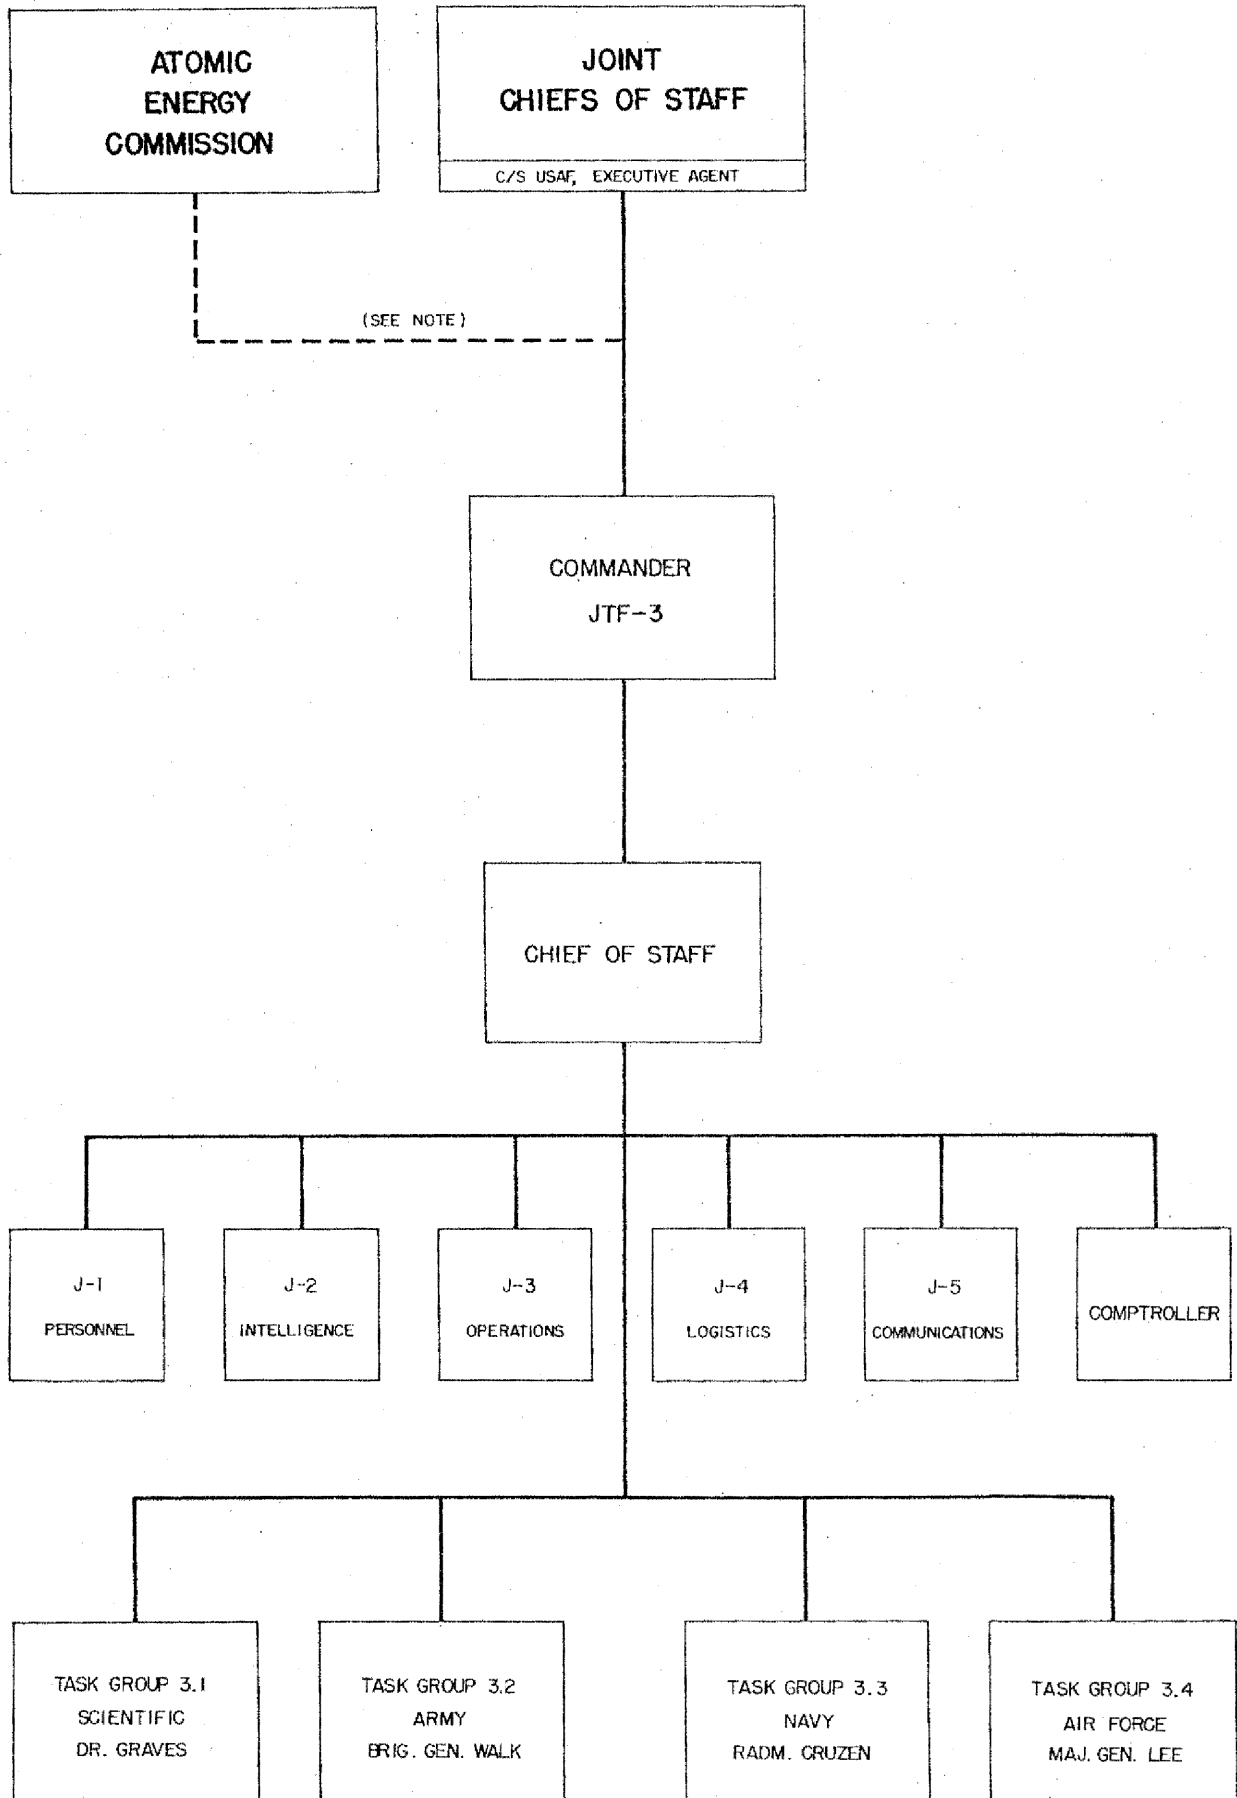 ATOMIC
ENERGY
COMMISSION
JOINT
CHIEFS OF STAFF
C/S USAF, EXECUTIVE AGENT
(SEE NOTE)
COMMANDER
JTF-3
CHIEF OF STAFF
J-1
PERSONNEL
J-2
INTELLIGENCE
J-3
OPERATIONS
J-4
LOGISTICS
J-5
COMMUNICATIONS
COMPTROLLER
TASK GROUP 3.1
SCIENTIFIC
DR. GRAVES
TASK GROUP 3.2
ARMY
BRIG. GEN. WALK
TASK GROUP 3.3
NAVY
RADM. CRUZEN
TASK GROUP 3.4
AIR FORCE
MAJ. GEN. LEE